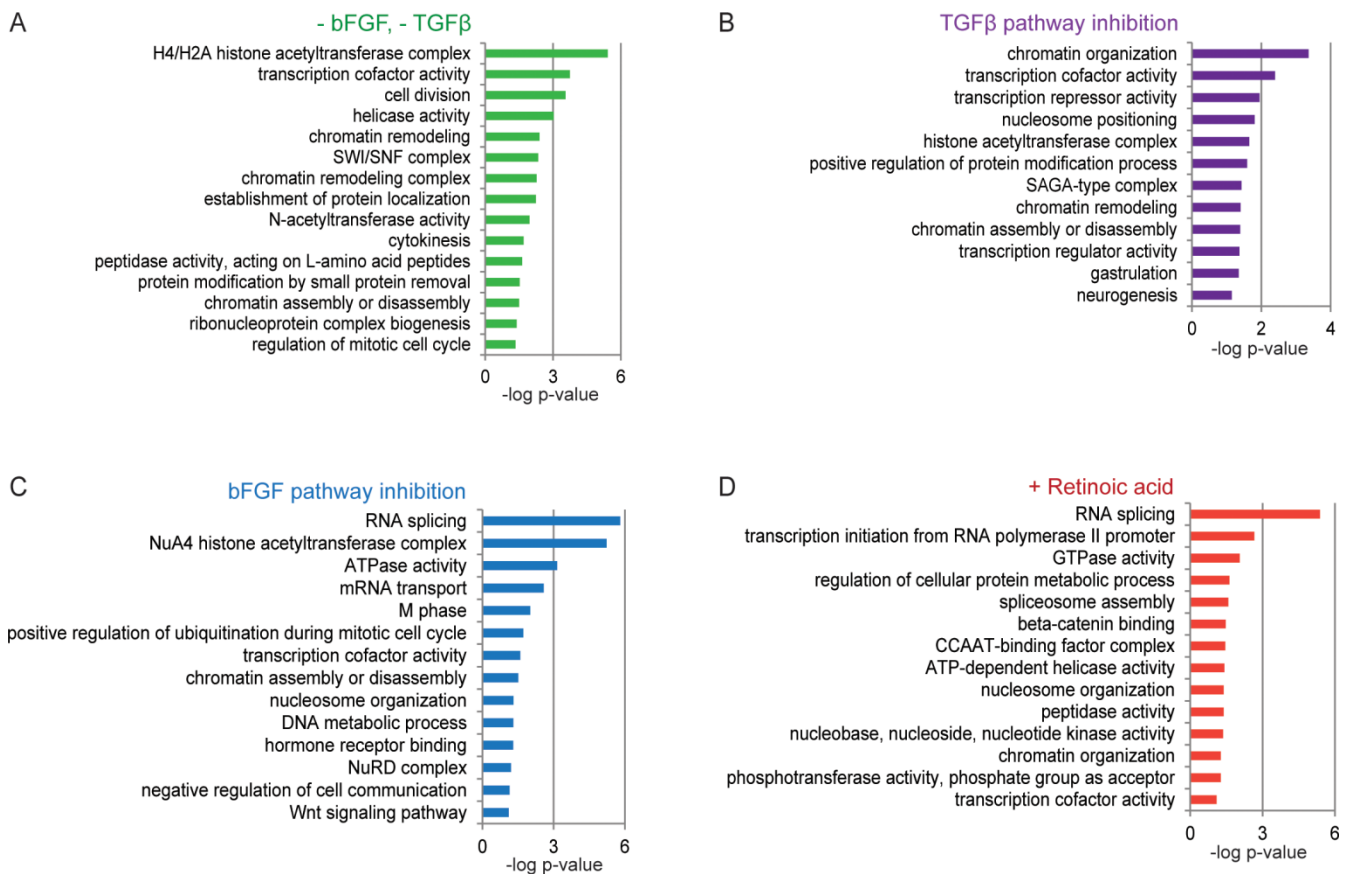 A
- bFGF, - TGFβ
H4/H2A histone acetyltransferase complex
transcription cofactor activity
cell division
helicase activity
chromatin remodeling
SWI/SNF complex
chromatin remodeling complex
establishment of protein localization
N-acetyltransferase activity
cytokinesis
peptidase activity, acting on L-amino acid peptides
protein modification by small protein removal
chromatin assembly or disassembly
ribonucleoprotein complex biogenesis
regulation of mitotic cell cycle
0 3 6
-log p-value
B
TGFβ pathway inhibition
chromatin organization
transcription cofactor activity
transcription repressor activity
nucleosome positioning
histone acetyltransferase complex
positive regulation of protein modification process
SAGA-type complex
chromatin remodeling
chromatin assembly or disassembly
transcription regulator activity
gastrulation
neurogenesis
0 2 4
-log p-value
C
bFGF pathway inhibition
RNA splicing
NuA4 histone acetyltransferase complex
ATPase activity
mRNA transport
M phase
positive regulation of ubiquitination during mitotic cell cycle
transcription cofactor activity
chromatin assembly or disassembly
nucleosome organization
DNA metabolic process
hormone receptor binding
NuRD complex
negative regulation of cell communication
Wnt signaling pathway
0 3 6
-log p-value
D
+ Retinoic acid
RNA splicing
transcription initiation from RNA polymerase II promoter
GTPase activity
regulation of cellular protein metabolic process
spliceosome assembly
beta-catenin binding
CCAAT-binding factor complex
ATP-dependent helicase activity
nucleosome organization
peptidase activity
nucleobase, nucleoside, nucleotide kinase activity
chromatin organization
phosphotransferase activity, phosphate group as acceptor
transcription cofactor activity
0 3 6
-log p-value